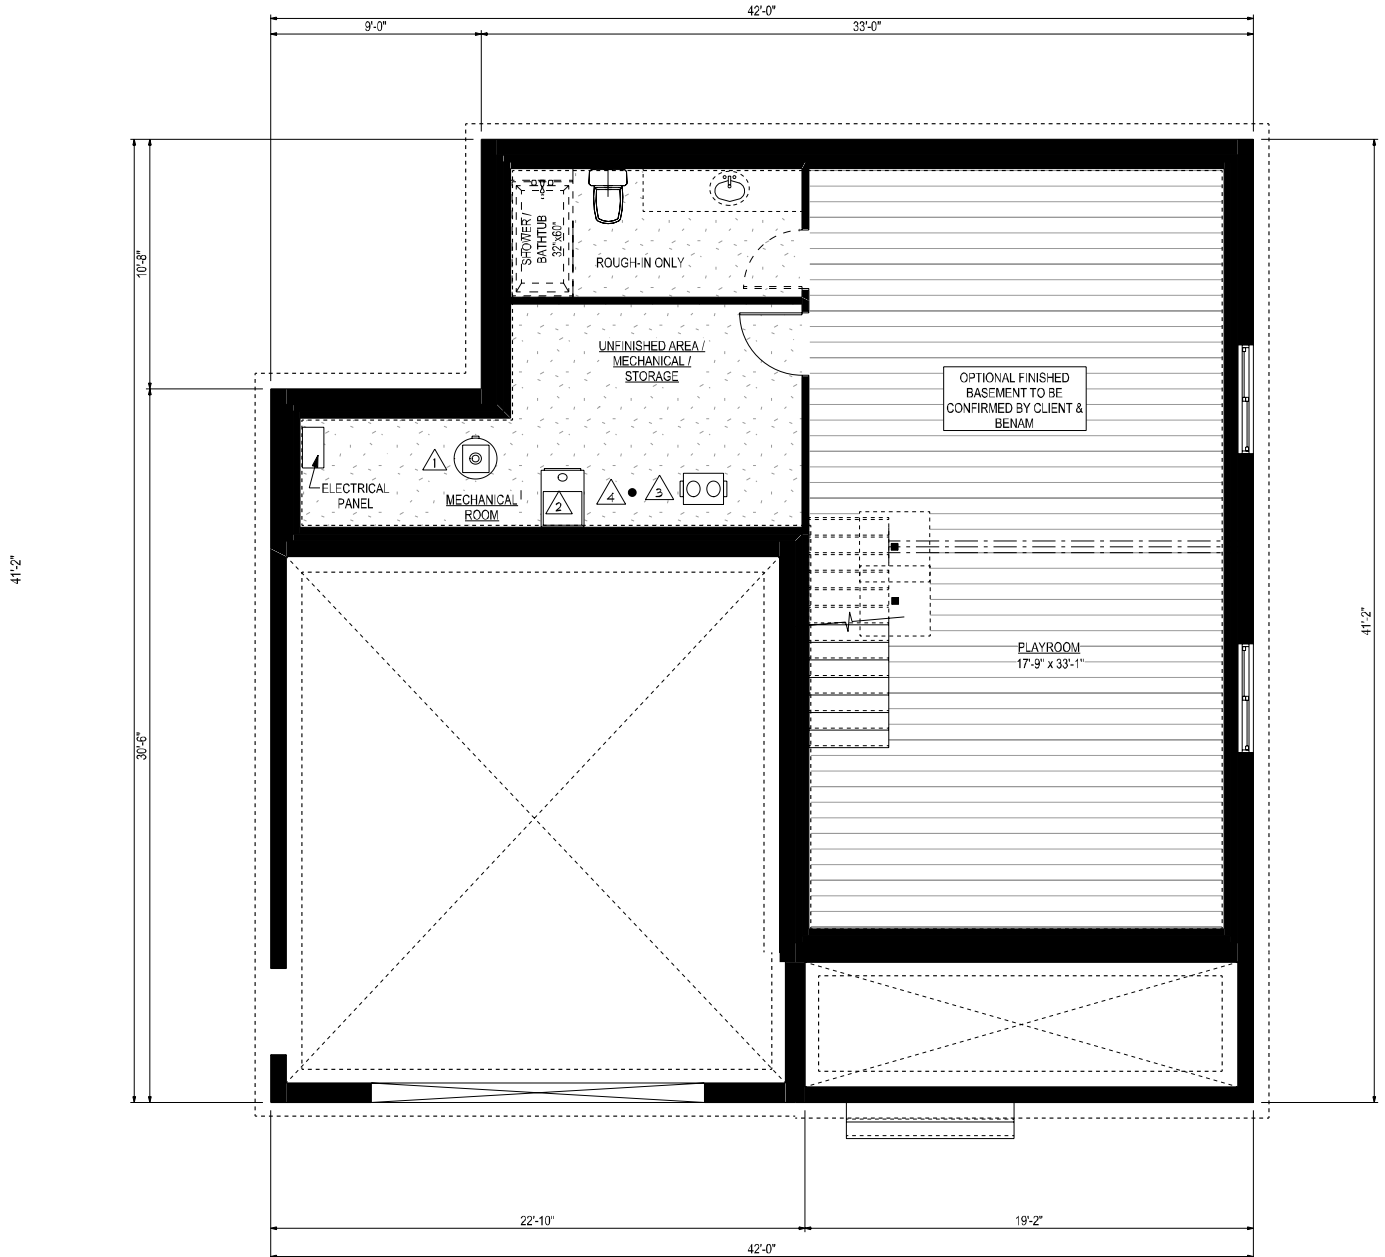 42'-0"
9'-0"
33'-0"
10'-8"
SHOWER /
BATHTUB
32"x60"
ROUGH-IN ONLY
UNFINISHED AREA /
MECHANICAL /
STORAGE
OPTIONAL FINISHED
BASEMENT TO BE
CONFIRMED BY CLIENT &
BENAM
1
ELECTRICAL
PANEL
MECHANICAL
ROOM
2
4
3
41'-2"
41'-2"
PLAYROOM
17'-9" x 33'-1"
30'-6"
22'-10"
19'-2"
42'-0"